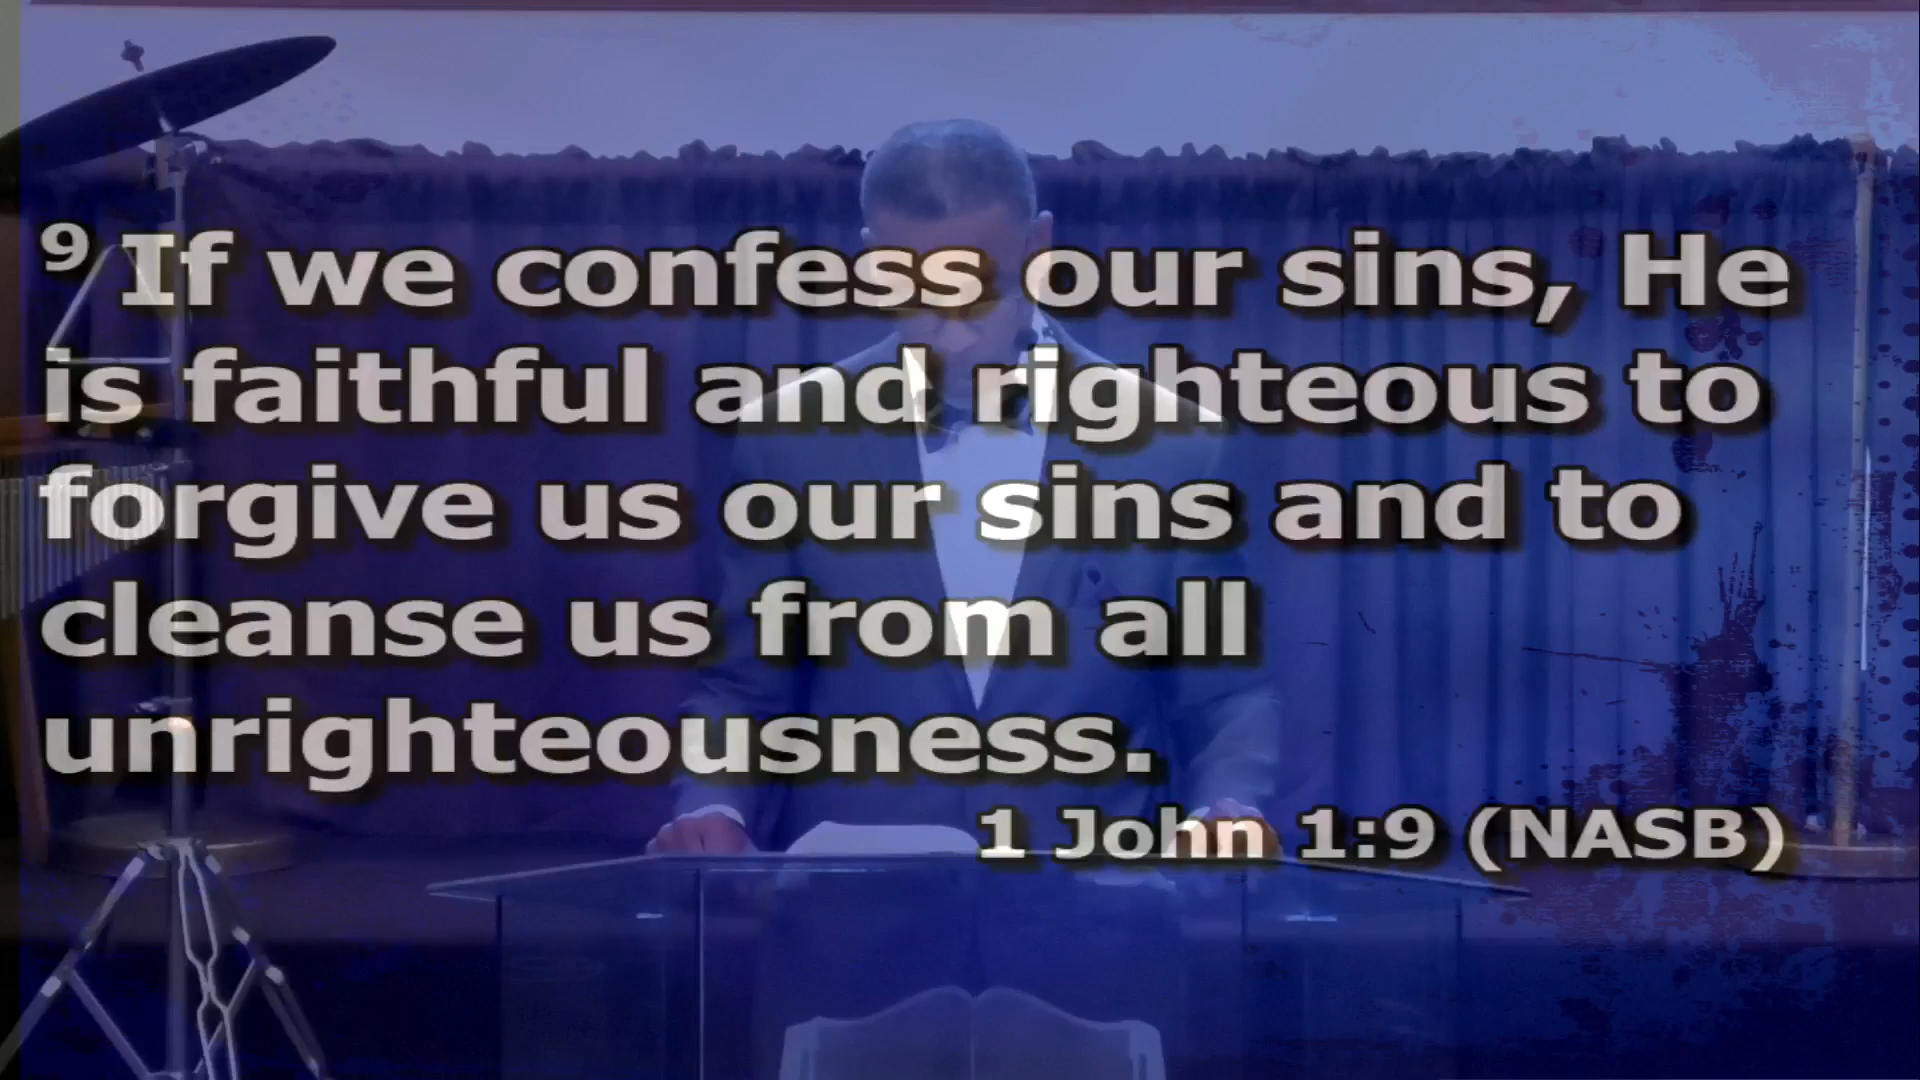 9 If we confess our sins, He
is faithful and righteous to
forgive us our sins and to
cleanse us from all
unrighteousness.
1 John 1:9 (NASB)